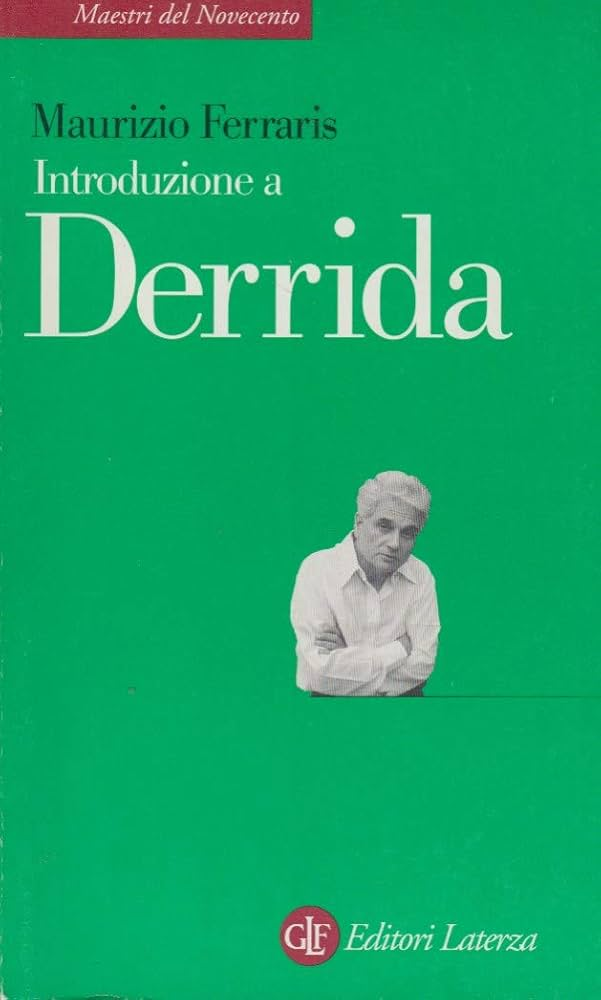 Maestri del Novecento
Maurizio Ferraris
Introduzione a
Derrida
GLF Editori Laterza